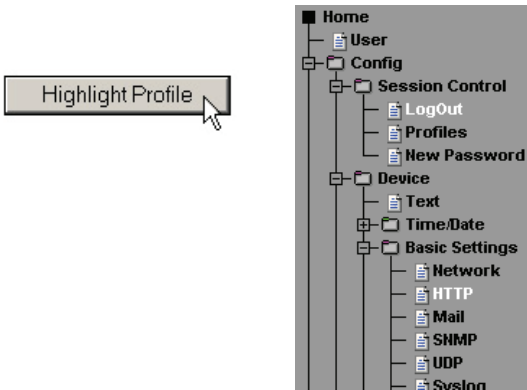 Highlight Profile
Home
User
Config
Session Control
LogOut
Profiles
New Password
Device
Text
Time/Date
Basic Settings
Network
HTTP
Mail
SNMP
UDP
Syslog